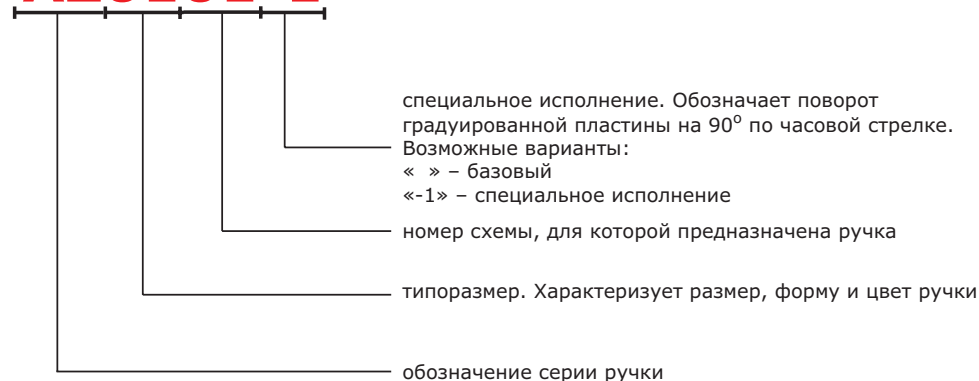 специальное исполнение. Обозначает поворот
градуированной пластины на 90° по часовой стрелке.
Возможные варианты:
« » – базовый
«-1» – специальное исполнение
номер схемы, для которой предназначена ручка
типоразмер. Характеризует размер, форму и цвет ручки
обозначение серии ручки